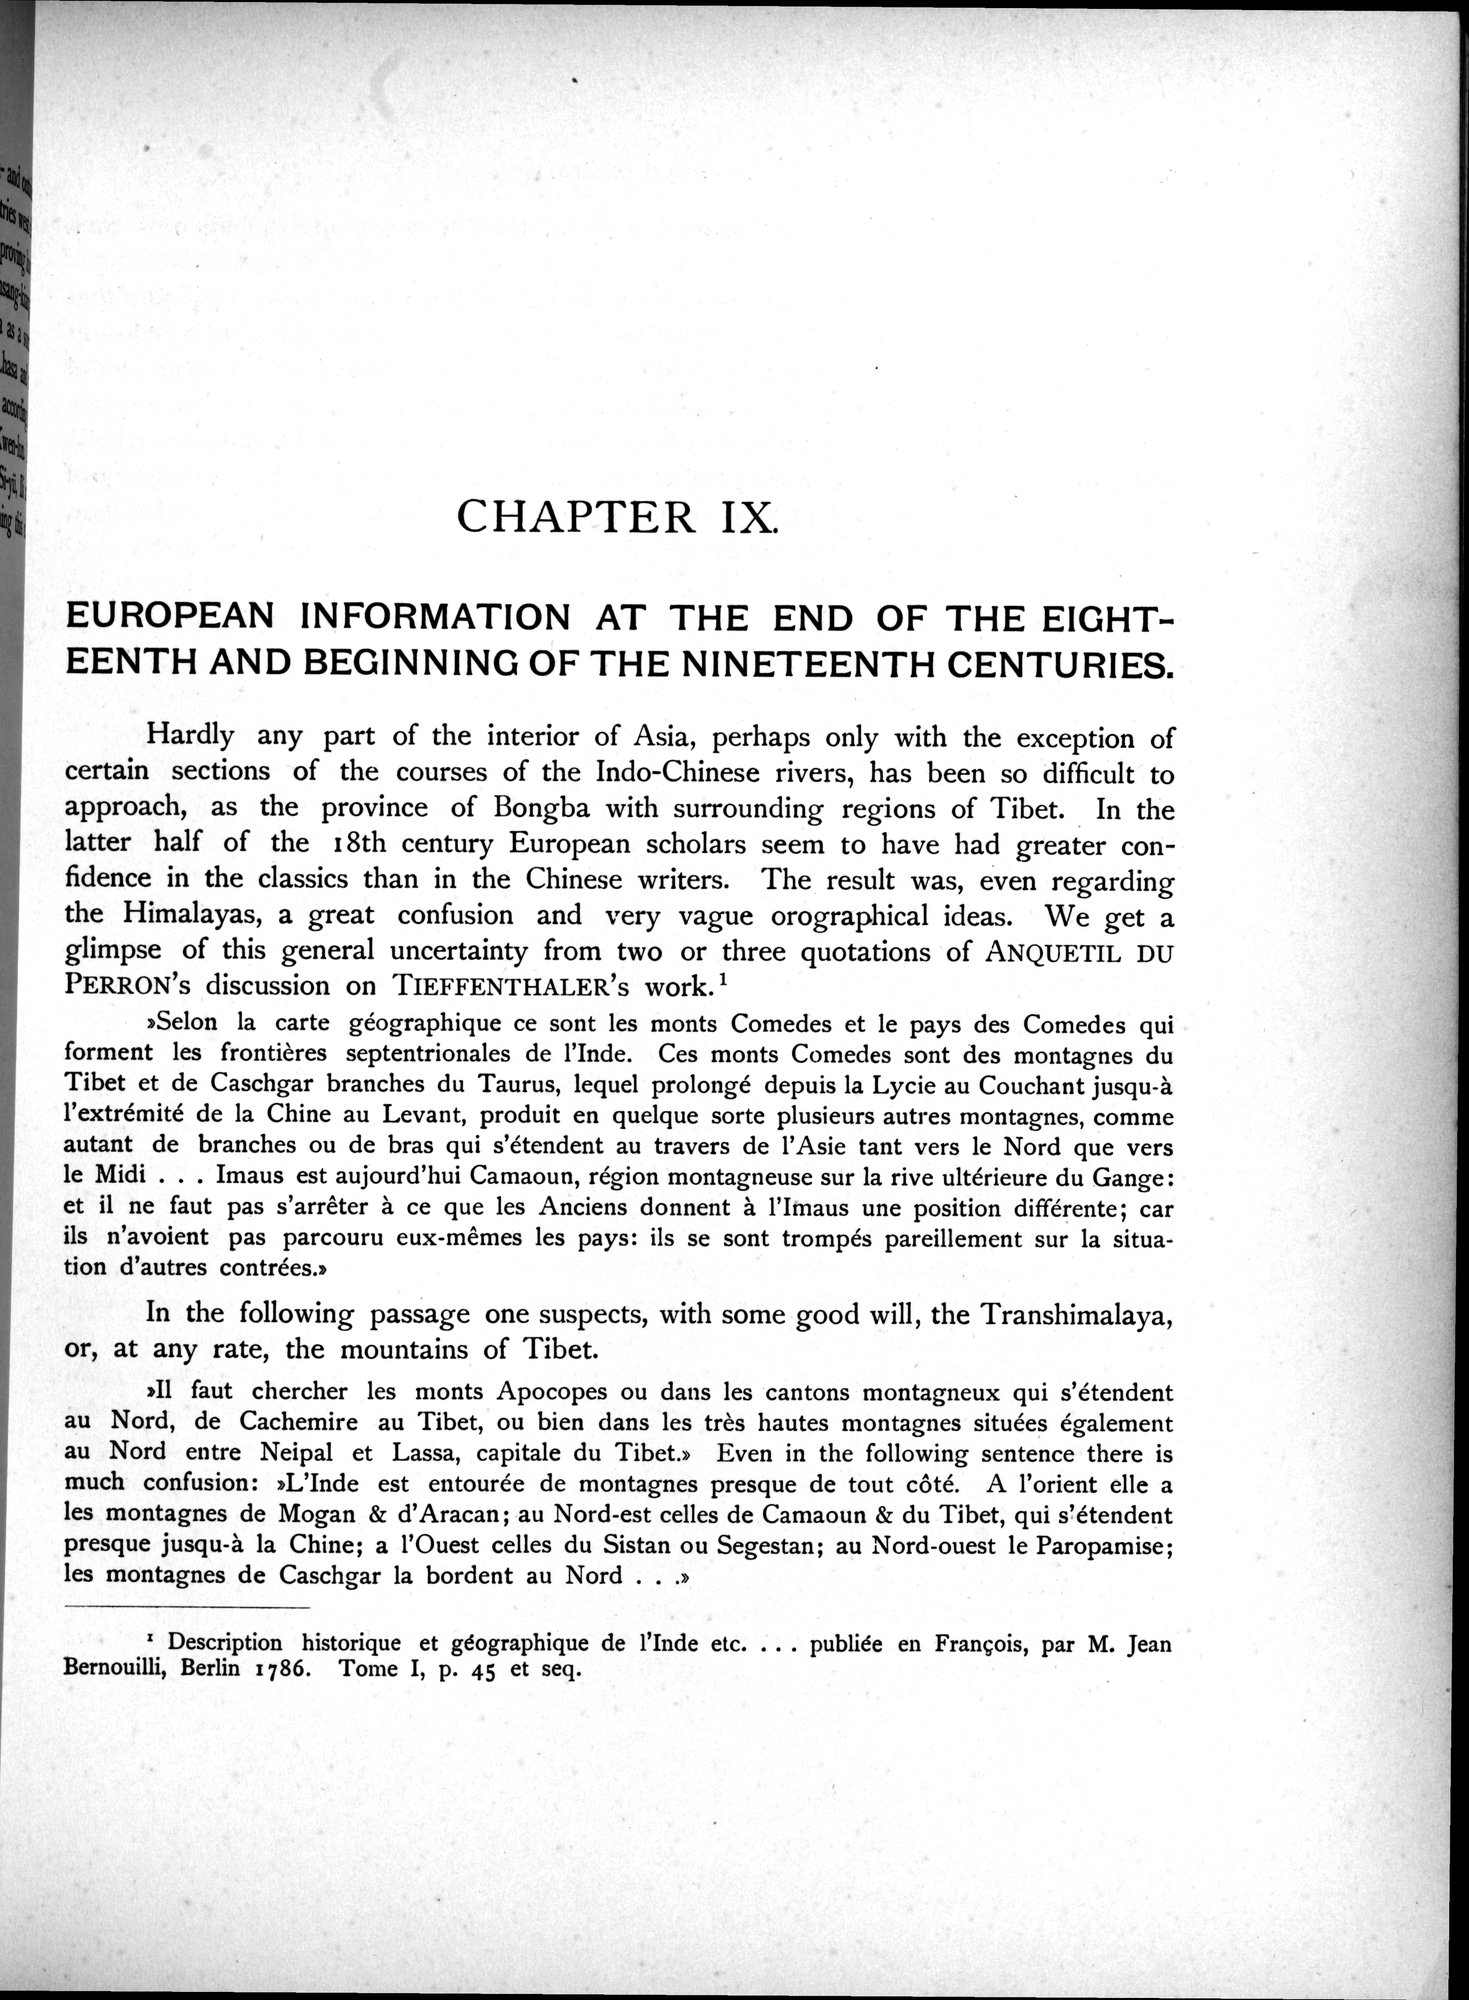 CHAPTER IX.
EUROPEAN INFORMATION AT THE END OF THE EIGHT-
EENTH AND BEGINNING OF THE NINETEENTH CENTURIES.
Hardly any part of the interior of Asia, perhaps only with the exception of
certain sections of the courses of the Indo-Chinese rivers, has been so difficult to
approach, as the province of Bongba with surrounding regions of Tibet. In the
latter half of the 18th century European scholars seem to have had greater con-
fidence in the classics than in the Chinese writers. The result was, even regarding
the Himalayas, a great confusion and very vague orographical ideas. We get a
glimpse of this general uncertainty from two or three quotations of ANQUETIL DU
PERRON's discussion on TIEFFENTHALER's work.¹
»Selon la carte géographique ce sont les monts Comedes et le pays des Comedes qui
forment les frontières septentrionales de l'Inde. Ces monts Comedes sont des montagnes du
Tibet et de Caschgar branches du Taurus, lequel prolongé depuis la Lycie au Couchant jusqu-à
l'extrémité de la Chine au Levant, produit en quelque sorte plusieurs autres montagnes, comme
autant de branches ou de bras qui s'étendent au travers de l'Asie tant vers le Nord que vers
le Midi . . . Imaus est aujourd'hui Camaoun, région montagneuse sur la rive ultérieure du Gange:
et il ne faut pas s'arrêter à ce que les Anciens donnent à l'Imaus une position différente; car
ils n'avoient pas parcouru eux-mêmes les pays: ils se sont trompés pareillement sur la situa-
tion d'autres contrées.»
In the following passage one suspects, with some good will, the Transhimalaya,
or, at any rate, the mountains of Tibet.
»Il faut chercher les monts Apocopes ou dans les cantons montagneux qui s'étendent
au Nord, de Cachemire au Tibet, ou bien dans les très hautes montagnes situées également
au Nord entre Neipal et Lassa, capitale du Tibet.» Even in the following sentence there is
much confusion: »L'Inde est entourée de montagnes presque de tout côté. A l'orient elle a
les montagnes de Mogan & d'Aracan; au Nord-est celles de Camaoun & du Tibet, qui s'étendent
presque jusqu-à la Chine; a l'Ouest celles du Sistan ou Segestan; au Nord-ouest le Paropamise;
les montagnes de Caschgar la bordent au Nord . . .»
¹ Description historique et géographique de l'Inde etc. . . . publiée en François, par M. Jean
Bernouilli, Berlin 1786. Tome I, p. 45 et seq.